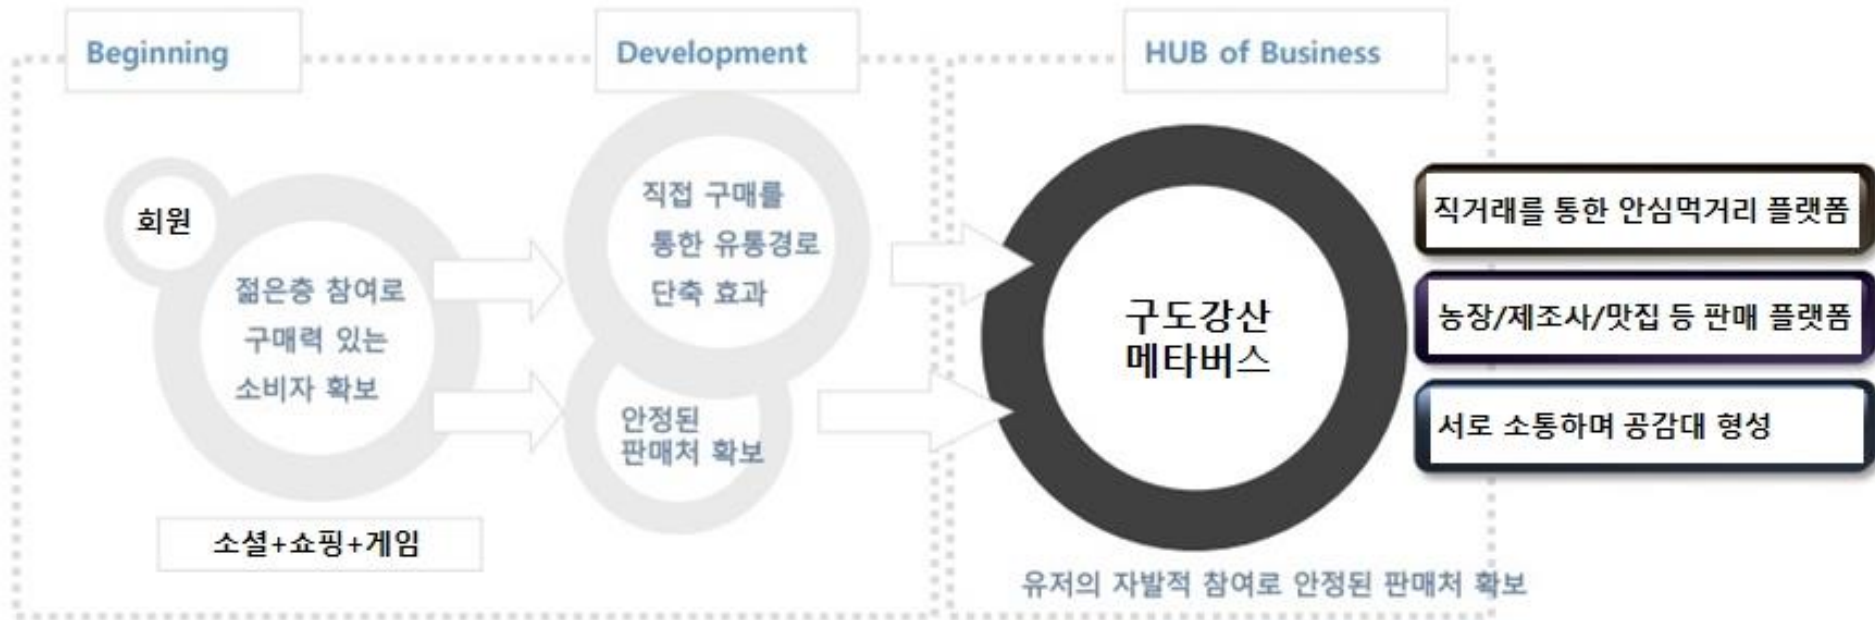 Beginning
Development
HUB of Business
회원
젊은층 참여로
구매력 있는
소비자 확보
소셜+쇼핑+게임
직접 구매를
통한 유통경로
단축 효과
안정된
판매처 확보
구도강산
메타버스
유저의 자발적 참여로 안정된 판매처 확보
직거래를 통한 안심먹거리 플랫폼
농장/제조사/맛집 등 판매 플랫폼
서로 소통하며 공감대 형성